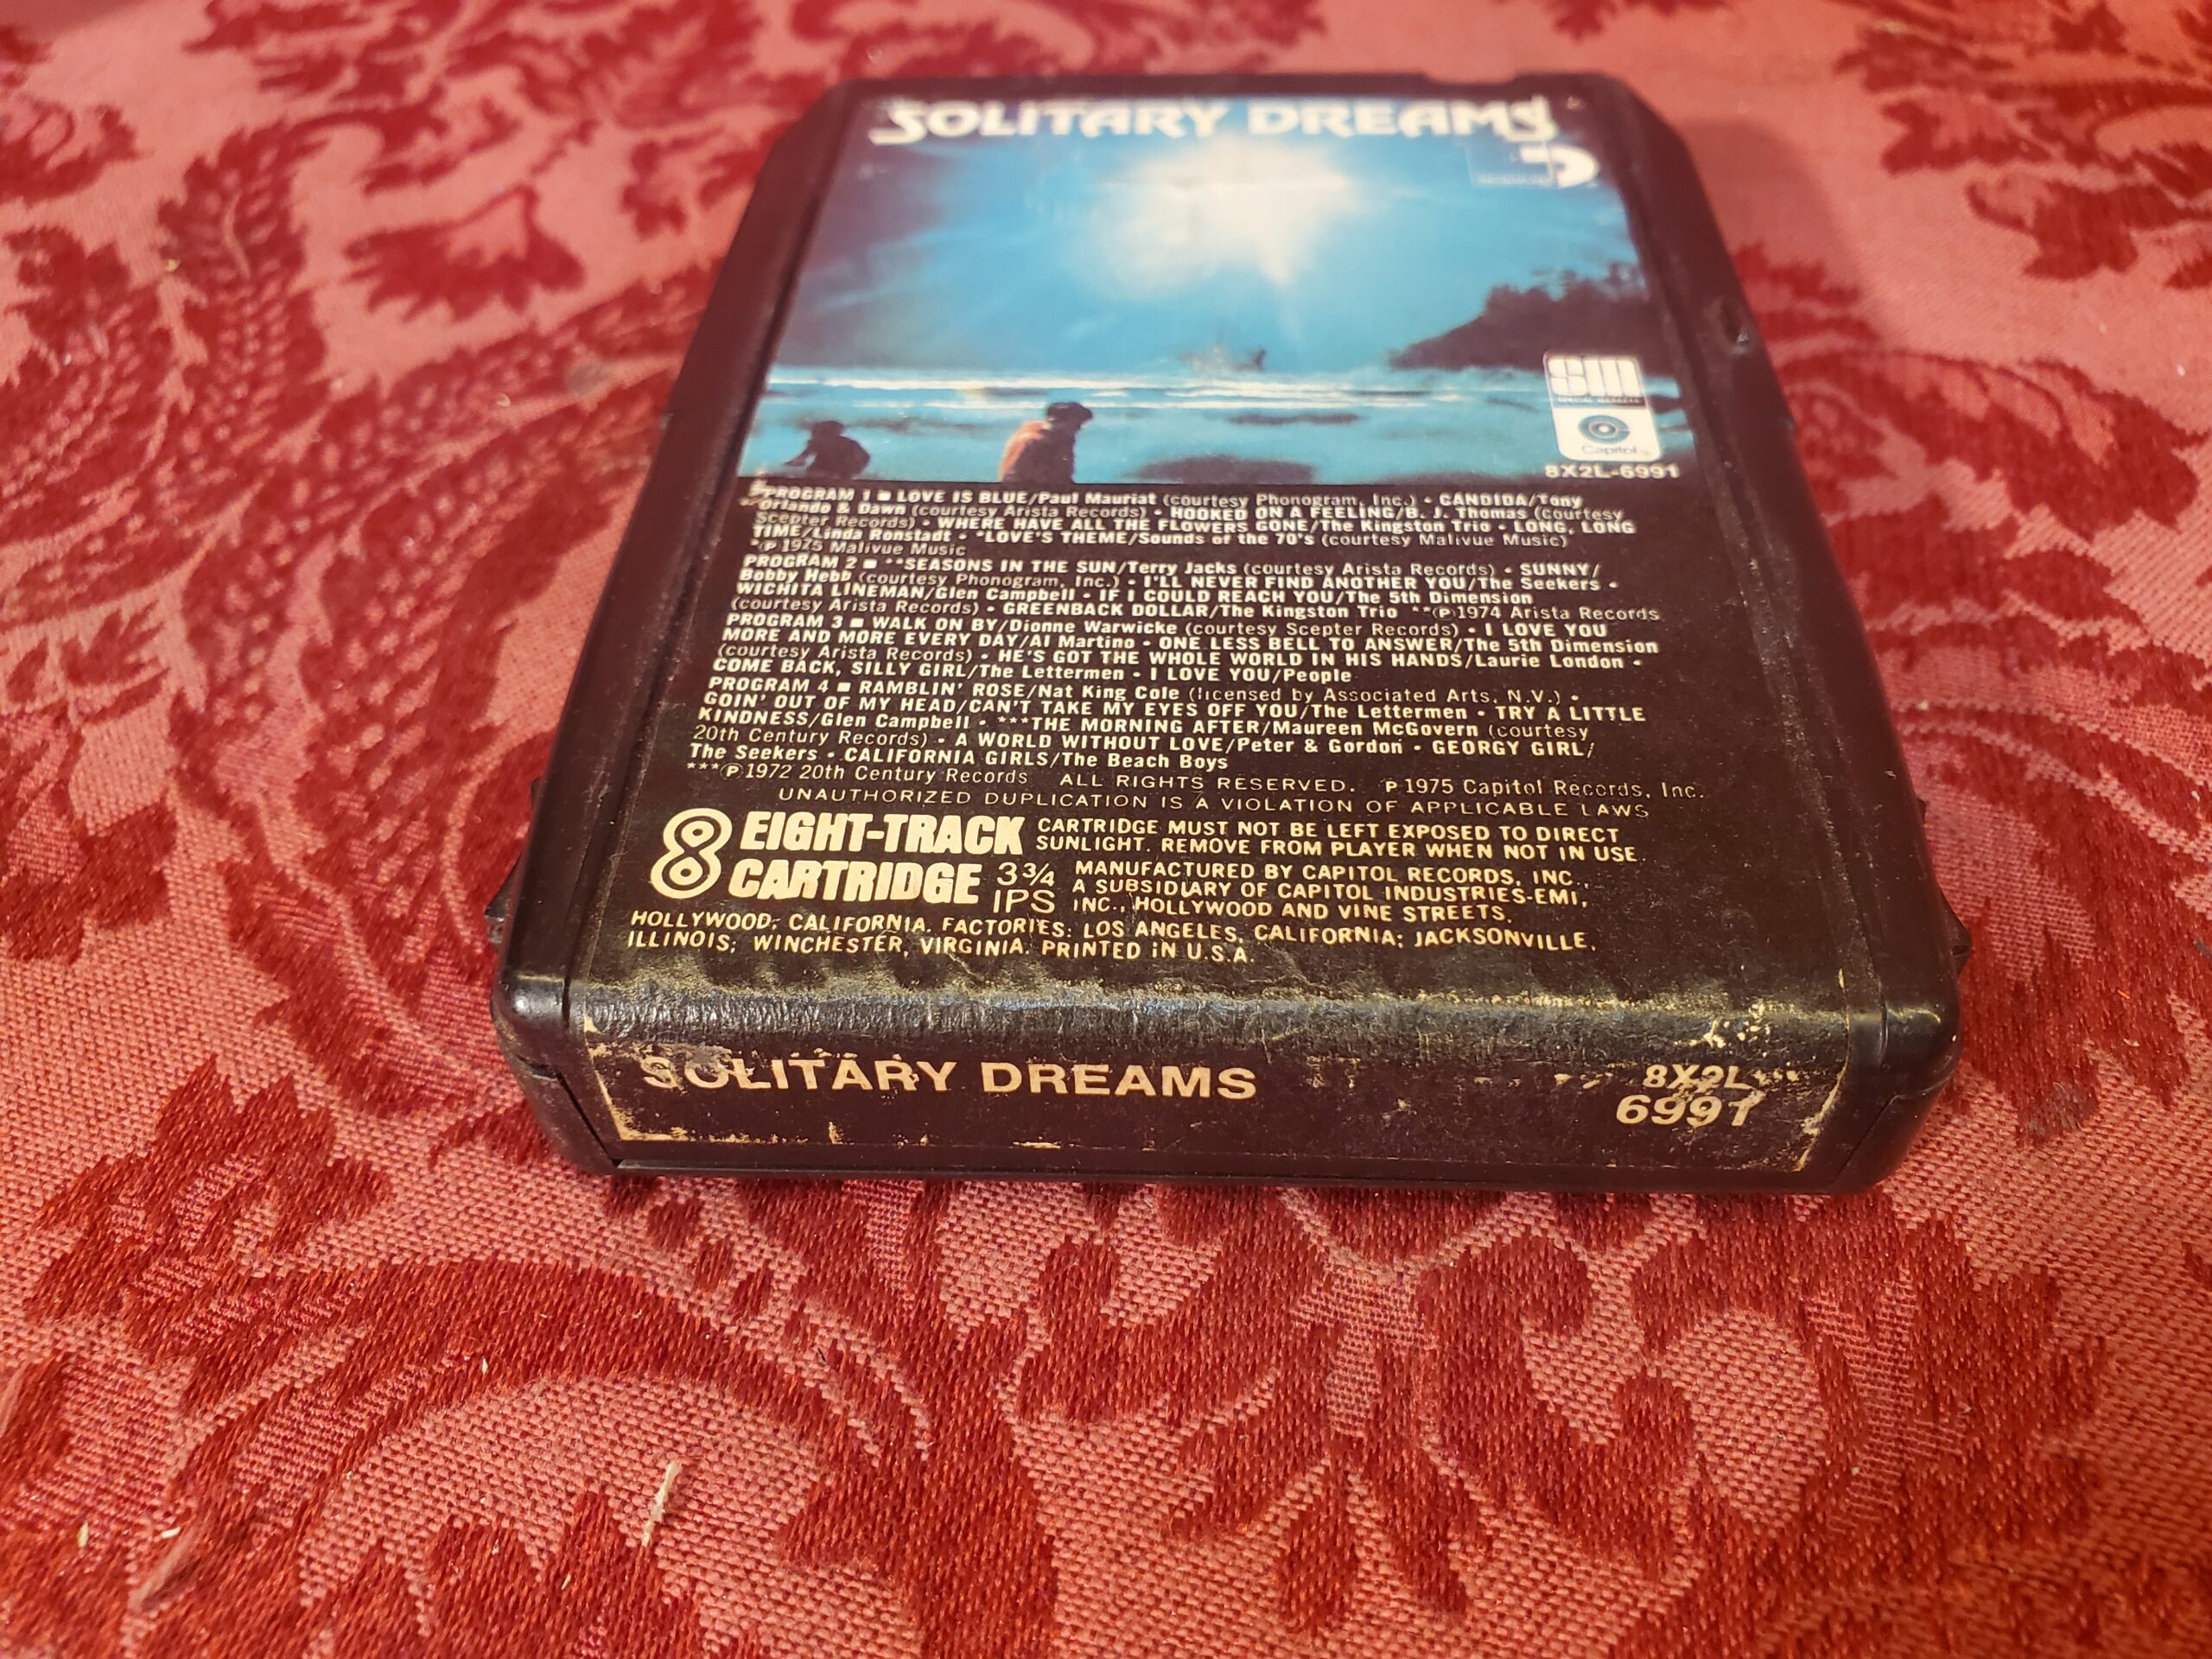 SOLITARY DREAMS
SM
SPECIAL MARKETS
Capitol
8X2L-6991
PROGRAM 1 ■ LOVE IS BLUE/Paul Mauriat (courtesy Phonogram, Inc.) • CANDIDA/Tony
Orlando & Dawn (courtesy Arista Records) • HOOKED ON A FEELING/B. J. Thomas (courtesy
Scepter Records) • WHERE HAVE ALL THE FLOWERS GONE/The Kingston Trio • LONG, LONG
TIME/Linda Ronstadt • *LOVE'S THEME/Sounds of the 70's (courtesy Malivue Music)
*℗1975 Malivue Music
PROGRAM 2 ■ **SEASONS IN THE SUN/Terry Jacks (courtesy Arista Records) • SUNNY/
Bobby Hebb (courtesy Phonogram, Inc.) • I'LL NEVER FIND ANOTHER YOU/The Seekers •
WICHITA LINEMAN/Glen Campbell • IF I COULD REACH YOU/The 5th Dimension
(courtesy Arista Records) • GREENBACK DOLLAR/The Kingston Trio **℗1974 Arista Records
PROGRAM 3 ■ WALK ON BY/Dionne Warwicke (courtesy Scepter Records) • I LOVE YOU
MORE AND MORE EVERY DAY/Al Martino • ONE LESS BELL TO ANSWER/The 5th Dimension
(courtesy Arista Records) • HE'S GOT THE WHOLE WORLD IN HIS HANDS/Laurie London •
COME BACK, SILLY GIRL/The Lettermen • I LOVE YOU/People
PROGRAM 4 ■ RAMBLIN' ROSE/Nat King Cole (licensed by Associated Arts, N.V.) •
GOIN' OUT OF MY HEAD/CAN'T TAKE MY EYES OFF YOU/The Lettermen • TRY A LITTLE
KINDNESS/Glen Campbell • ***THE MORNING AFTER/Maureen McGovern (courtesy
20th Century Records) • A WORLD WITHOUT LOVE/Peter & Gordon • GEORGY GIRL/
The Seekers • CALIFORNIA GIRLS/The Beach Boys
***℗1972 20th Century Records ALL RIGHTS RESERVED. ℗1975 Capitol Records, Inc.
UNAUTHORIZED DUPLICATION IS A VIOLATION OF APPLICABLE LAWS
8 EIGHT-TRACK CARTRIDGE MUST NOT BE LEFT EXPOSED TO DIRECT
SUNLIGHT. REMOVE FROM PLAYER WHEN NOT IN USE.
CARTRIDGE 3¾ IPS MANUFACTURED BY CAPITOL RECORDS, INC.,
A SUBSIDIARY OF CAPITOL INDUSTRIES-EMI,
INC., HOLLYWOOD AND VINE STREETS,
HOLLYWOOD, CALIFORNIA. FACTORIES: LOS ANGELES, CALIFORNIA; JACKSONVILLE,
ILLINOIS; WINCHESTER, VIRGINIA. PRINTED IN U.S.A.
SOLITARY DREAMS
8X2L
6991